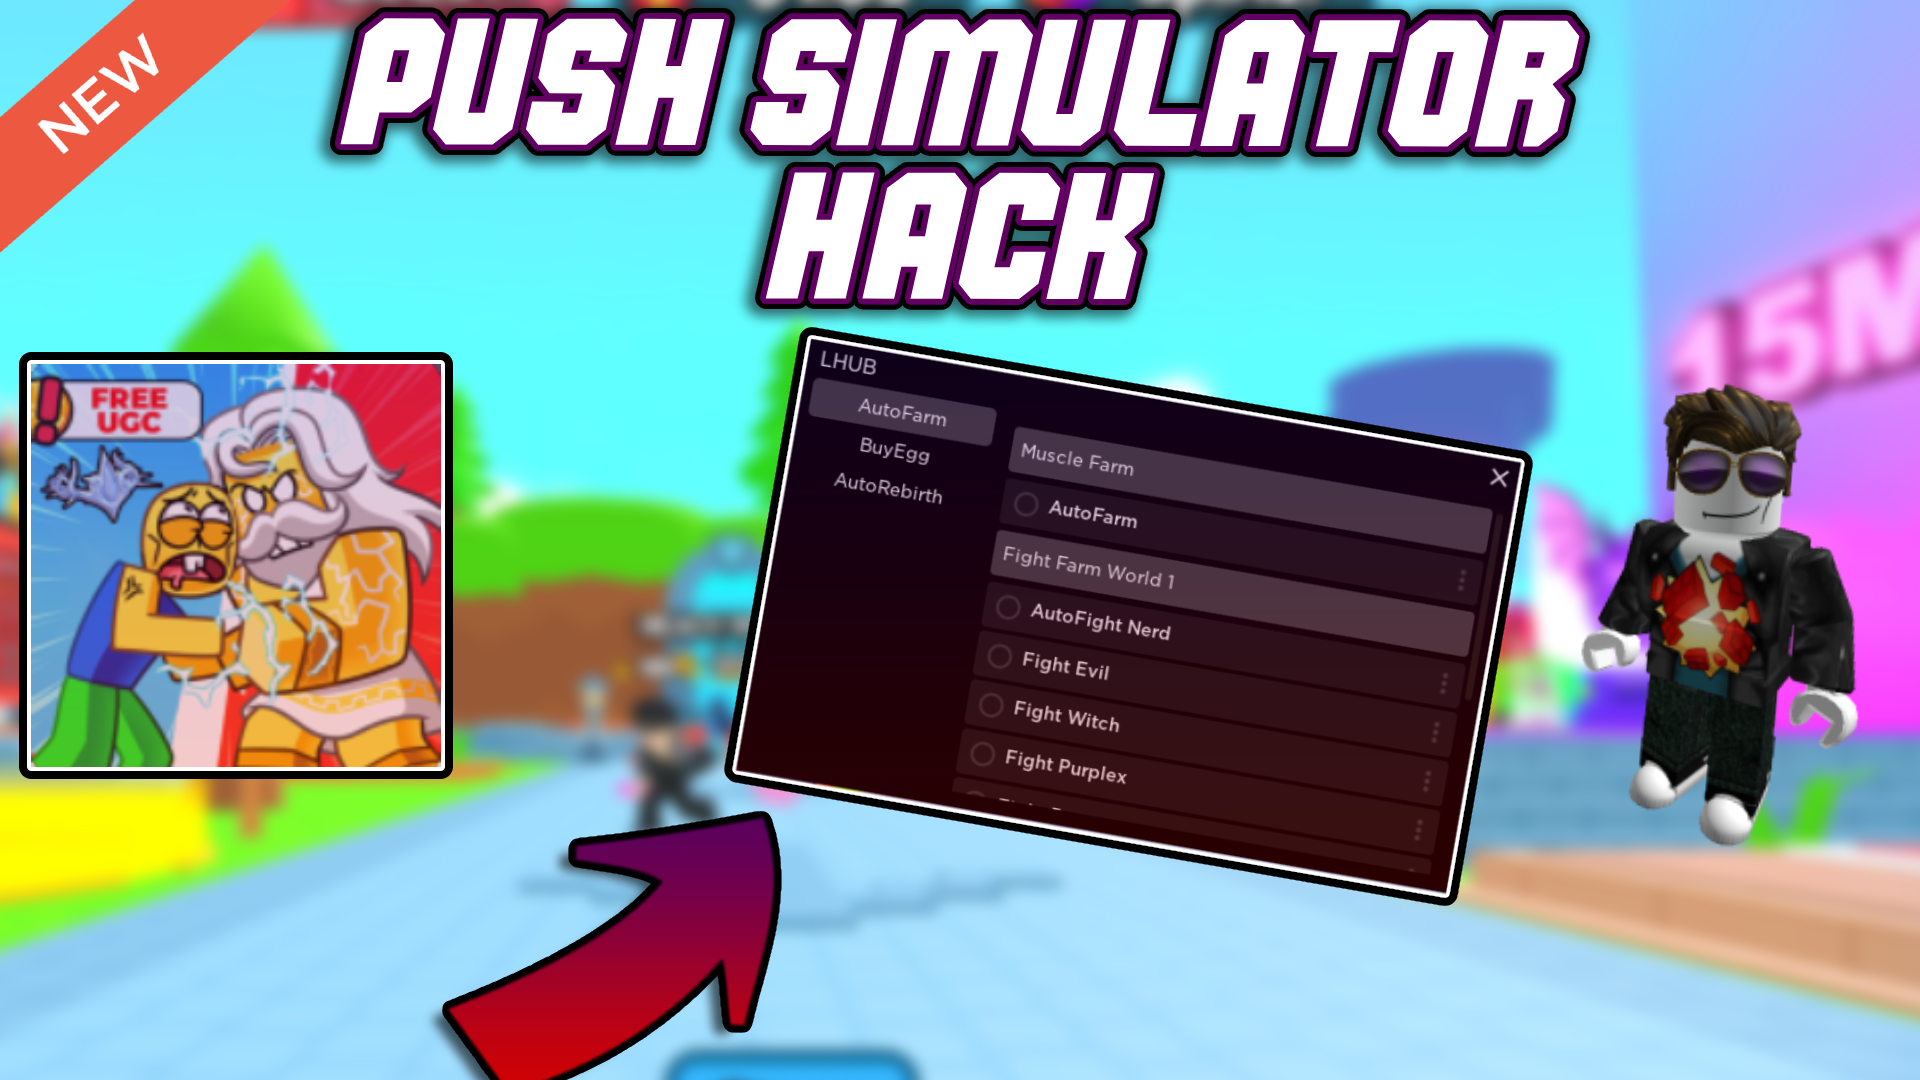 NEW
PUSH SIMULATOR
HACK
FREE
UGC
LHUB
AutoFarm
BuyEgg
AutoRebirth
Muscle Farm
AutoFarm
Fight Farm World 1
AutoFight Nerd
Fight Evil
Fight Witch
Fight Purplex
15M